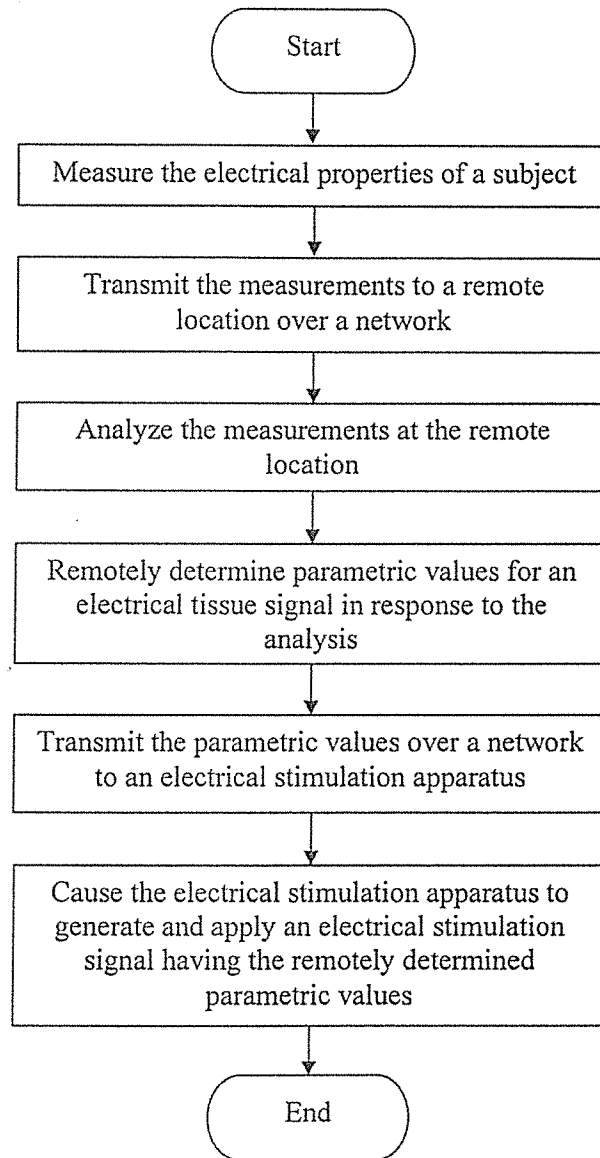 Start
Measure the electrical properties of a subject
Transmit the measurements to a remote
location over a network
Analyze the measurements at the remote
location
Remotely determine parametric values for an
electrical tissue signal in response to the
analysis
Transmit the parametric values over a network
to an electrical stimulation apparatus
Cause the electrical stimulation apparatus to
generate and apply an electrical stimulation
signal having the remotely determined
parametric values
End